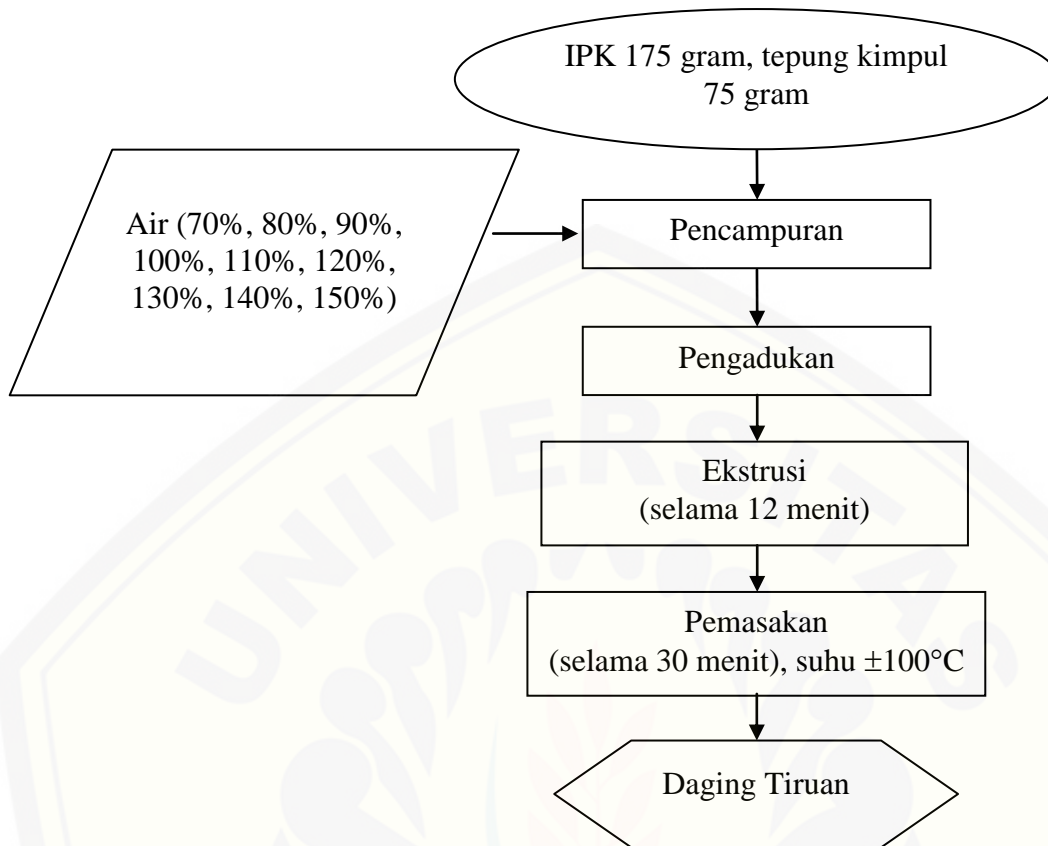 IPK 175 gram, tepung kimpul
75 gram
Air (70%, 80%, 90%,
100%, 110%, 120%,
130%, 140%, 150%)
Pencampuran
Pengadukan
Ekstrusi
(selama 12 menit)
Pemasakan
(selama 30 menit), suhu ±100°C
Daging Tiruan
UNIVERSITAS